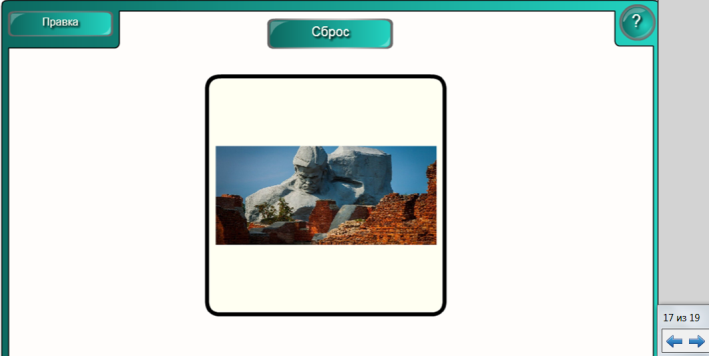 Правка
Сброс
?
17 из 19